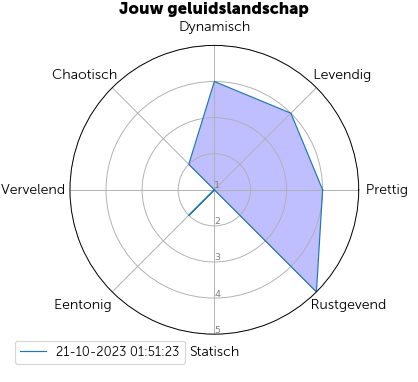 Jouw geluidslandschap
Dynamisch
Chaotisch
Levendig
Vervelend
1
Prettig
2
3
4
Eentonig
Rustgevend
5
21-10-2023 01:51:23
Statisch